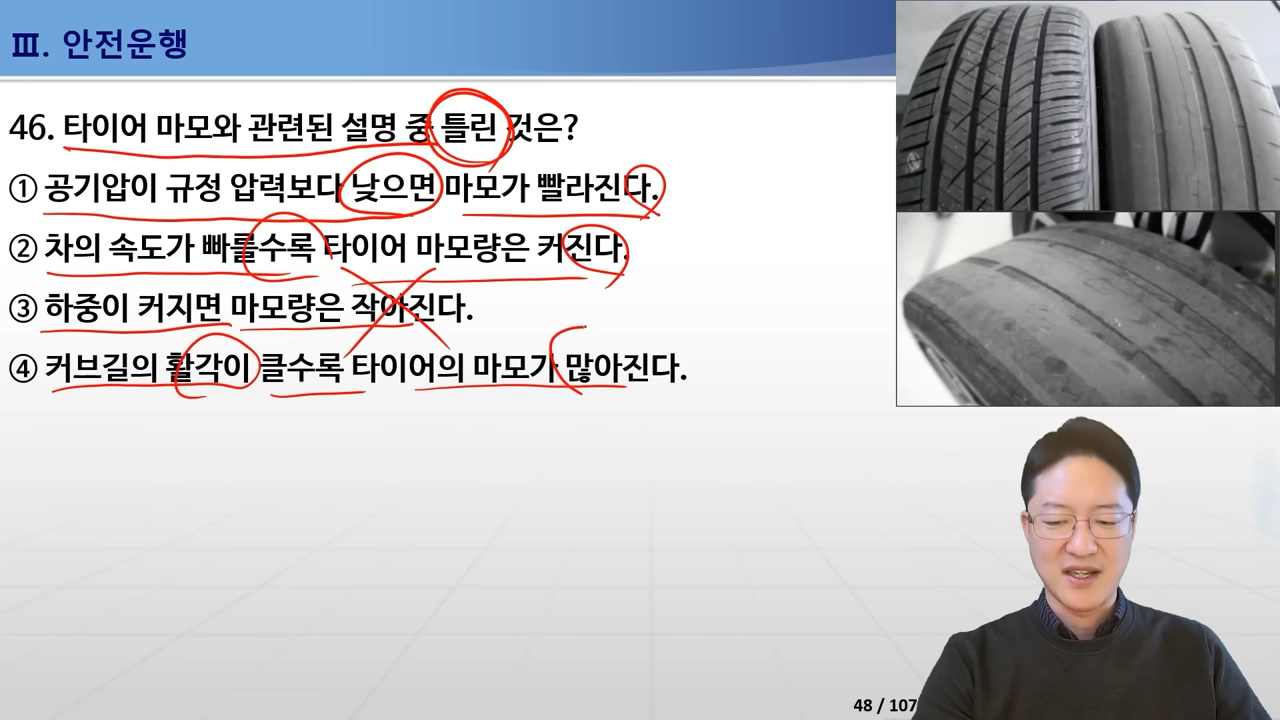 Ⅲ. 안전운행
46. 타이어 마모와 관련된 설명 중 틀린 것은?
① 공기압이 규정 압력보다 낮으면 마모가 빨라진다.
② 차의 속도가 빠를수록 타이어 마모량은 커진다.
③ 하중이 커지면 마모량은 작아진다.
④ 커브길의 활각이 클수록 타이어의 마모가 많아진다.
48 / 107